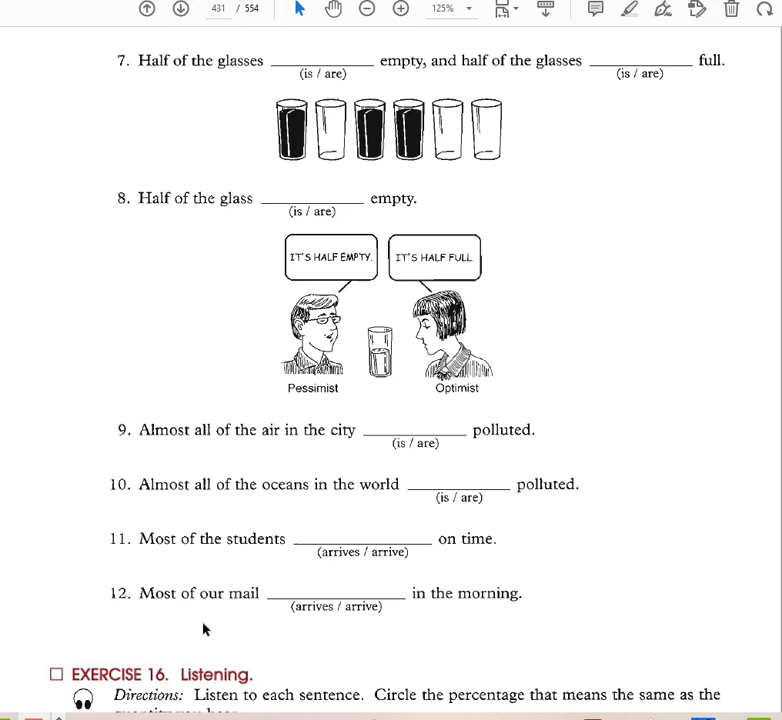 431 / 554 125%
7. Half of the glasses ____________ empty, and half of the glasses ____________ full.
(is / are) (is / are)
8. Half of the glass ____________ empty.
(is / are)
IT'S HALF EMPTY. IT'S HALF FULL.
Pessimist Optimist
9. Almost all of the air in the city ____________ polluted.
(is / are)
10. Almost all of the oceans in the world ____________ polluted.
(is / are)
11. Most of the students ________________ on time.
(arrives / arrive)
12. Most of our mail ________________ in the morning.
(arrives / arrive)
EXERCISE 16. Listening.
Directions: Listen to each sentence. Circle the percentage that means the same as the